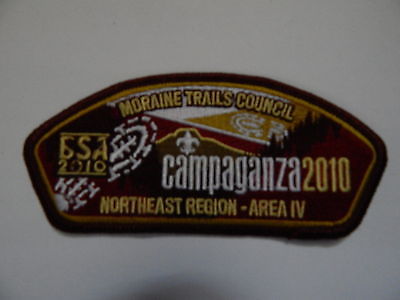 MORAINE TRAILS COUNCIL
BSA
2010
campaganza2010
NORTHEAST REGION - AREA IV